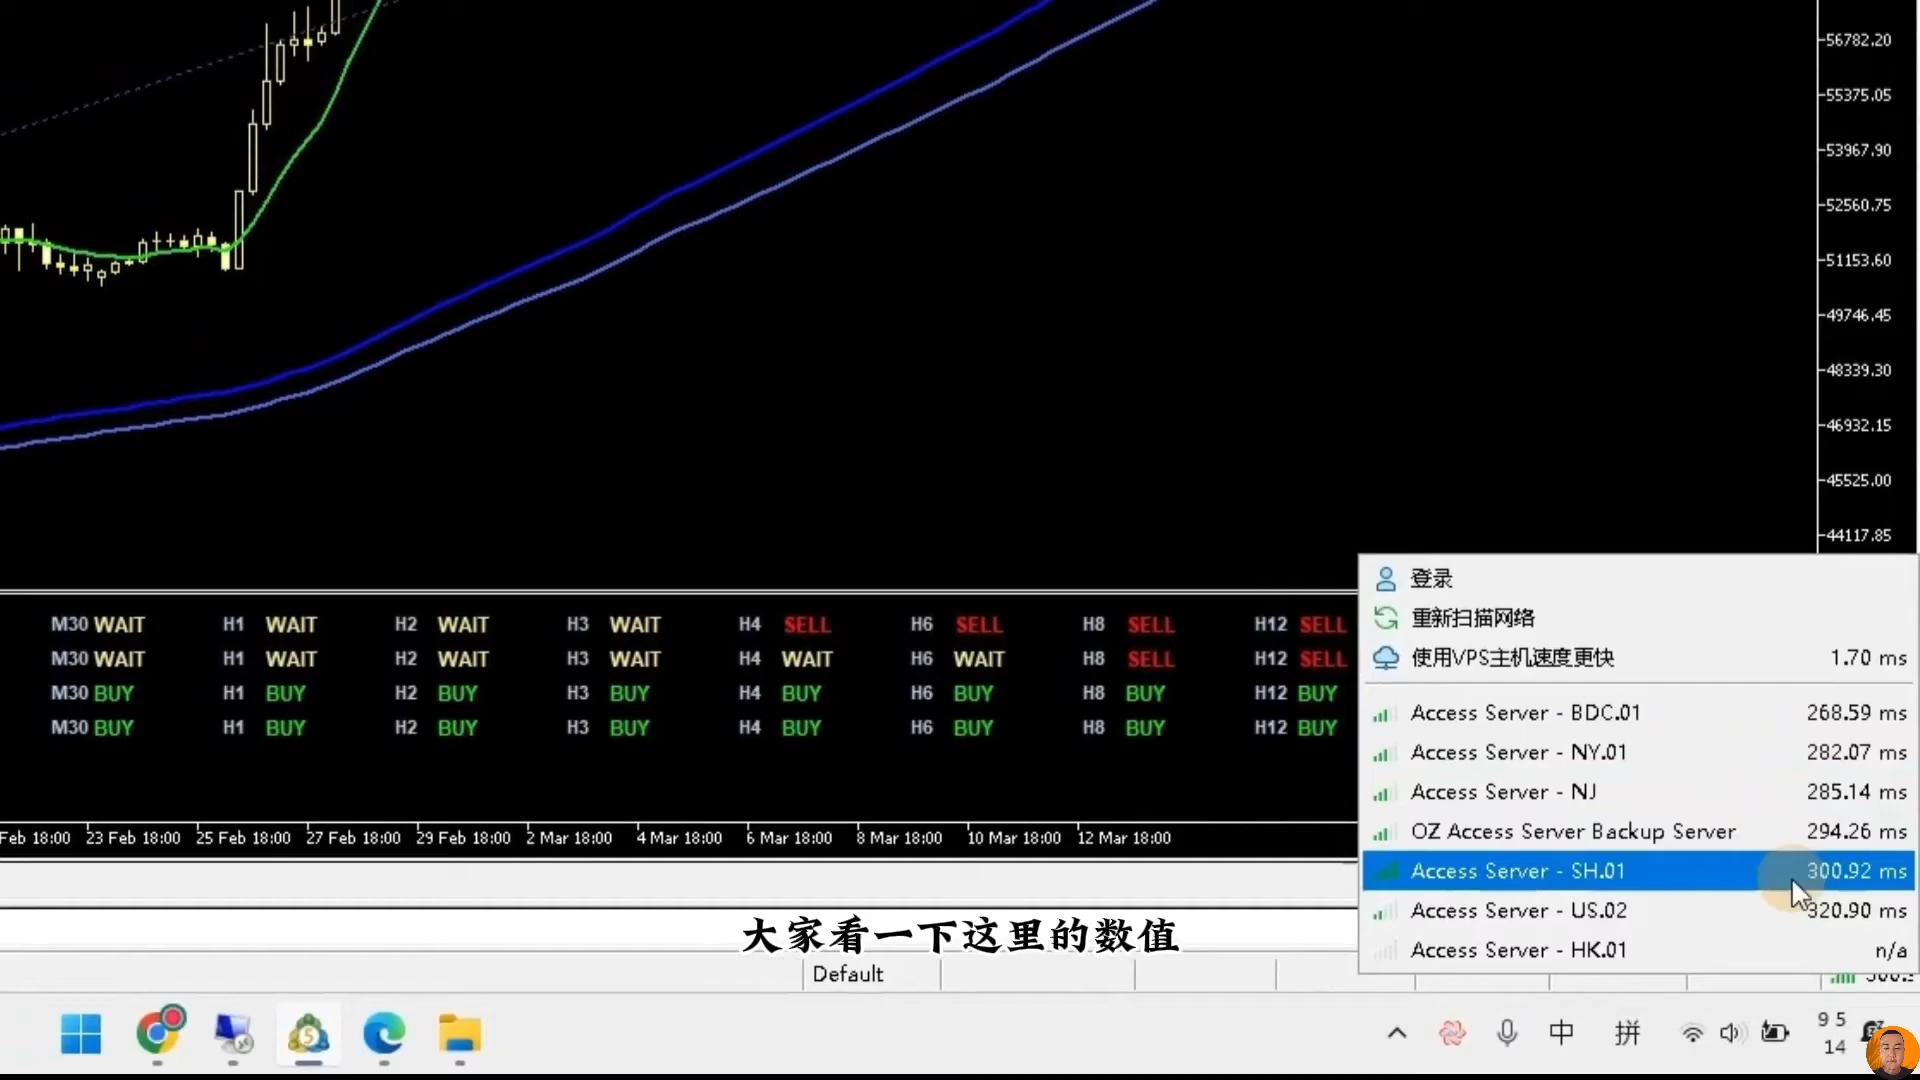 56782.20
55375.05
53967.90
52560.75
51153.60
49746.45
48339.30
46932.15
45525.00
44117.85
M30 WAIT H1 WAIT H2 WAIT H3 WAIT H4 SELL H6 SELL H8 SELL H12 SELL
M30 WAIT H1 WAIT H2 WAIT H3 WAIT H4 WAIT H6 WAIT H8 SELL H12 SELL
M30 BUY H1 BUY H2 BUY H3 BUY H4 BUY H6 BUY H8 BUY H12 BUY
M30 BUY H1 BUY H2 BUY H3 BUY H4 BUY H6 BUY H8 BUY H12 BUY
Feb 18:00 23 Feb 18:00 25 Feb 18:00 27 Feb 18:00 29 Feb 18:00 2 Mar 18:00 4 Mar 18:00 6 Mar 18:00 8 Mar 18:00 10 Mar 18:00 12 Mar 18:00
登录
重新扫描网络
使用VPS主机速度更快 1.70 ms
Access Server - BDC.01 268.59 ms
Access Server - NY.01 282.07 ms
Access Server - NJ 285.14 ms
OZ Access Server Backup Server 294.26 ms
Access Server - SH.01 300.92 ms
Access Server - US.02 320.90 ms
Access Server - HK.01 n/a
大家看一下这里的数值
Default
中 拼
9 5
14